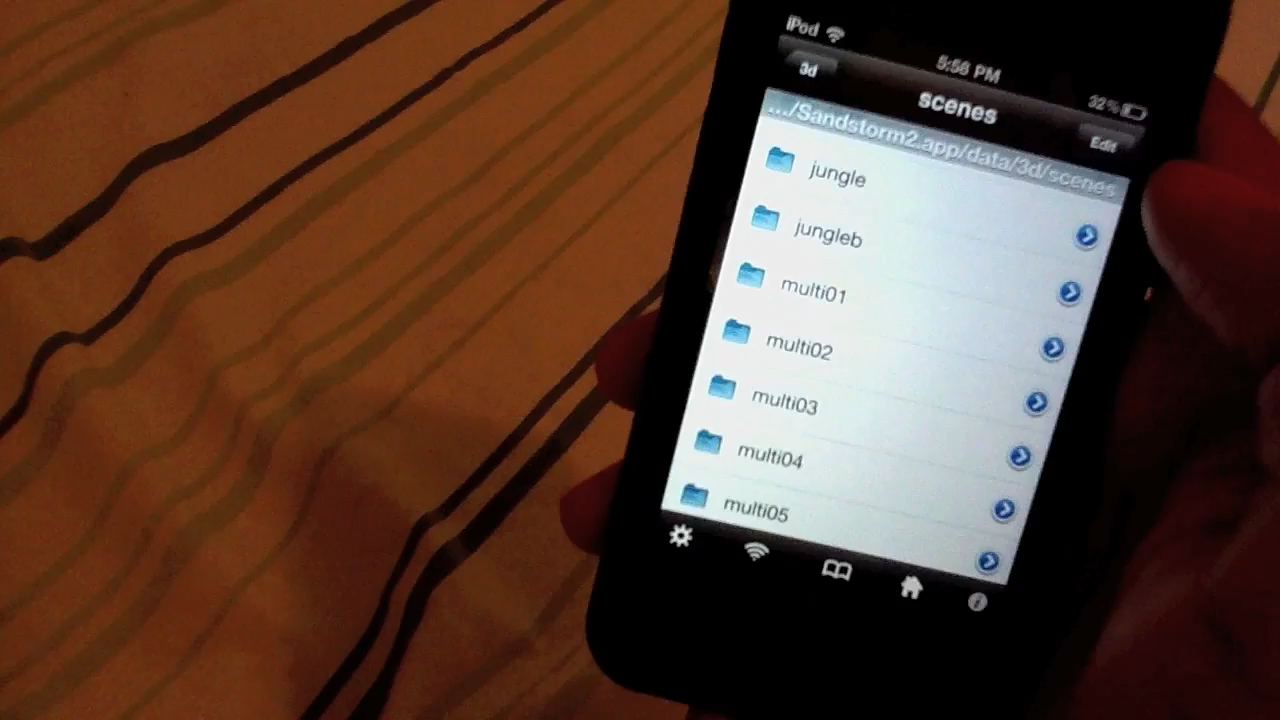 iPod 5:56 PM 32%
3d scenes Edit
.../Sandstorm2.app/data/3d/scenes
jungle
jungleb
multi01
multi02
multi03
multi04
multi05